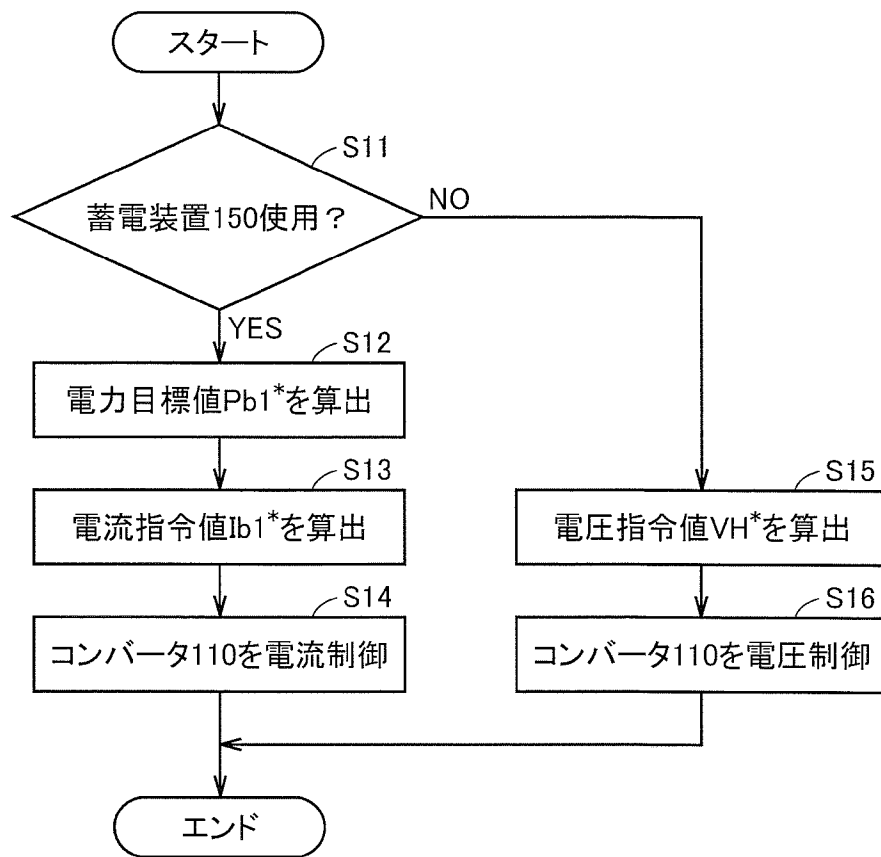 スタート
S11
蓄電装置150使用？
NO
YES
S12
電力目標値Pb1*を算出
S13
電流指令値Ib1*を算出
S14
コンバータ110を電流制御
S15
電圧指令値VH*を算出
S16
コンバータ110を電圧制御
エンド